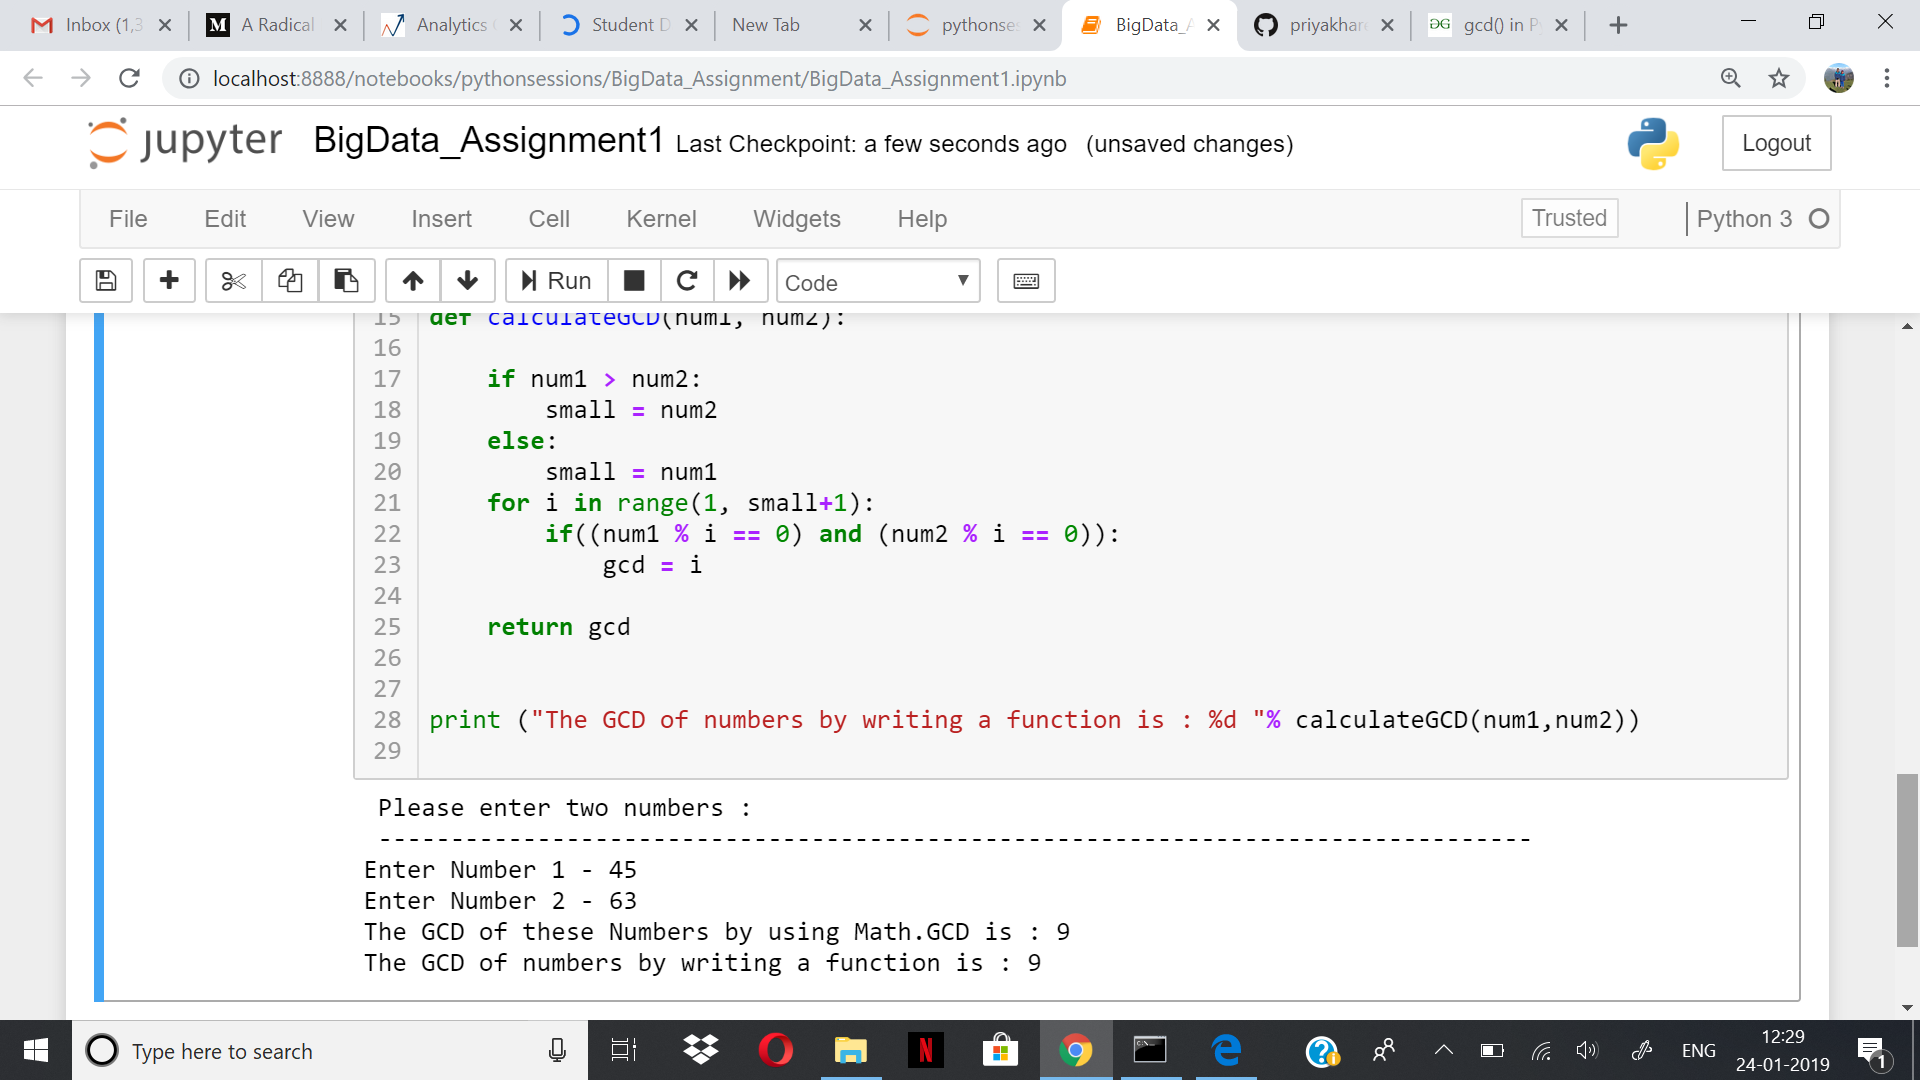 Inbox (1,3
A Radical
Analytics
Student D
New Tab
pythonses
BigData_A
priyakhar
gcd() in P
localhost:8888/notebooks/pythonsessions/BigData_Assignment/BigData_Assignment1.ipynb
jupyter BigData_Assignment1 Last Checkpoint: a few seconds ago (unsaved changes)
Logout
File Edit View Insert Cell Kernel Widgets Help Trusted Python 3
Run Code
15 def calculateGCD(num1, num2):
16
17     if num1 > num2:
18         small = num2
19     else:
20         small = num1
21     for i in range(1, small+1):
22         if((num1 % i == 0) and (num2 % i == 0)):
23             gcd = i
24
25     return gcd
26
27
28 print ("The GCD of numbers by writing a function is : %d "% calculateGCD(num1,num2))
29
Please enter two numbers :
--------------------------------------------------------------------------------
Enter Number 1 - 45
Enter Number 2 - 63
The GCD of these Numbers by using Math.GCD is : 9
The GCD of numbers by writing a function is : 9
Type here to search
ENG
12:29
24-01-2019
1